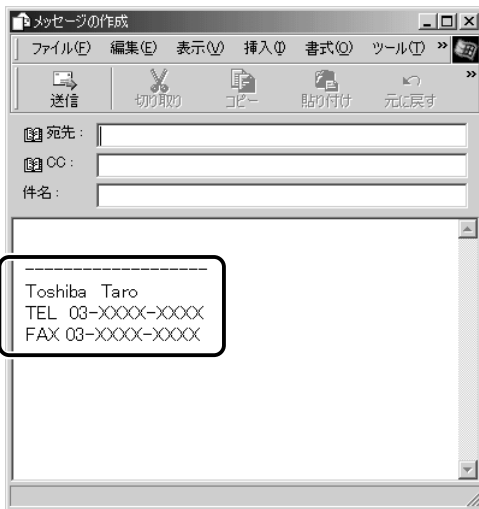 メッセージの作成
ファイル(F) 編集(E) 表示(V) 挿入(I) 書式(O) ツール(T) »
送信 切り取り コピー 貼り付け 元に戻す »
宛先:
CC:
件名:
--------------------
Toshiba Taro
TEL 03-XXXX-XXXX
FAX 03-XXXX-XXXX